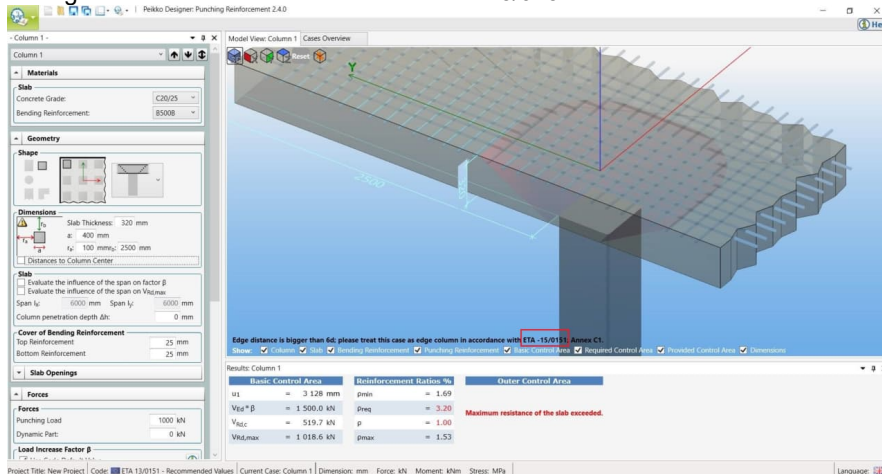 Peikko Designer: Punching Reinforcement 2.4.0
- Column 1 -
Column 1
Materials
Slab
Concrete Grade: C20/25
Bending Reinforcement: B500B
Geometry
Shape
Dimensions
Slab Thickness: 320 mm
a: 400 mm
ra: 100 mm rb: 2500 mm
Distances to Column Center
Slab
Evaluate the influence of the span on factor β
Evaluate the influence of the span on VRd,max
Span lx: 6000 mm Span ly: 6000 mm
Column penetration depth Δh: 0 mm
Cover of Bending Reinforcement
Top Reinforcement 25 mm
Bottom Reinforcement 25 mm
Slab Openings
Forces
Forces
Punching Load 1000 kN
Dynamic Part: 0 kN
Load Increase Factor β
Model View: Column 1 Cases Overview
Reset
Y
2500
Edge distance is bigger than 6d; please treat this case as edge column in accordance with ETA -15/0151; Annex C1.
Show: Column Slab Bending Reinforcement Punching Reinforcement Basic Control Area Required Control Area Provided Control Area Dimensions
Results: Column 1
Basic Control Area Reinforcement Ratios % Outer Control Area
u1 = 3 128 mm ρmin = 1.69
VEd * β = 1 500.0 kN ρreq = 3.20
Maximum resistance of the slab exceeded.
VRd,c = 519.7 kN ρ = 1.00
VRd,max = 1 018.6 kN ρmax = 1.53
Project Title: New Project Code: ETA 13/0151 - Recommended Values Current Case: Column 1 Dimension: mm Force: kN Moment: kNm Stress: MPa Language: